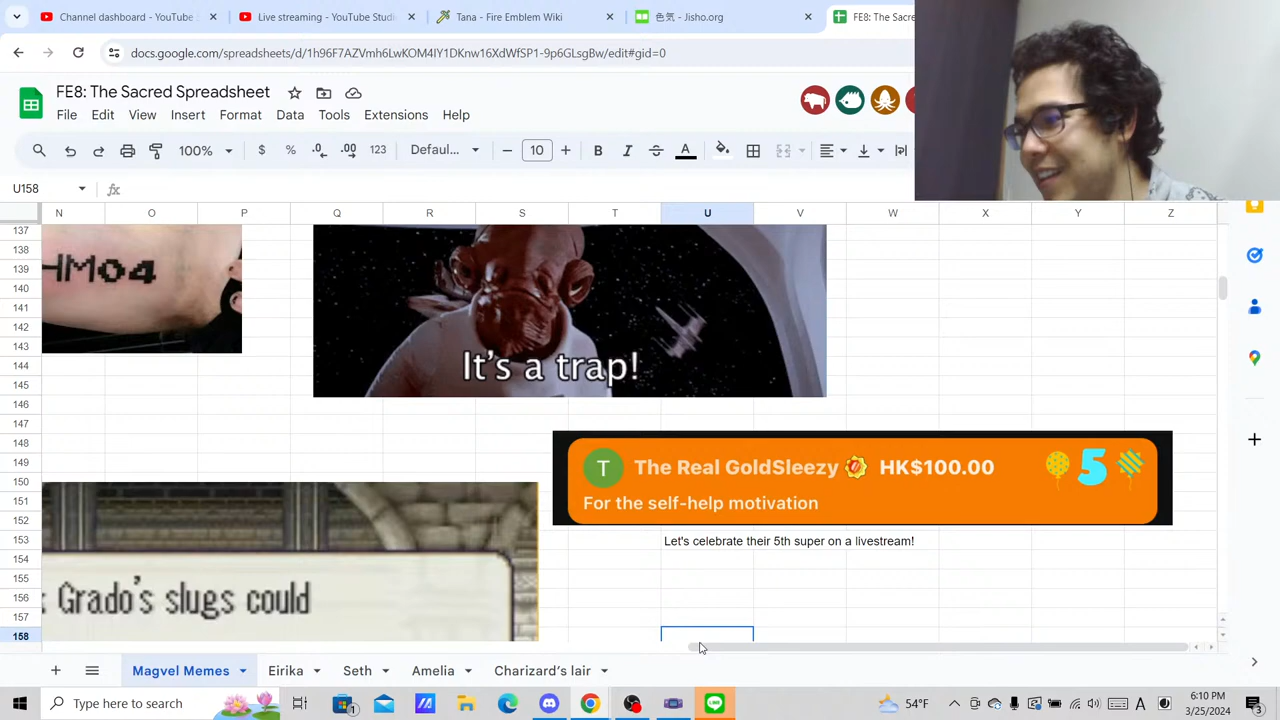 Channel dashboard - YouTube
Live streaming - YouTube Stud
Tana - Fire Emblem Wiki
色気 - Jisho.org
FE8: The Sacr
docs.google.com/spreadsheets/d/1h96F7AZVmh6LwKOM4IY1DKnw16XdWfSP1-9p6GLsgBw/edit#gid=0
FE8: The Sacred Spreadsheet
File Edit View Insert Format Data Tools Extensions Help
100% $ % .0 .00 123 Defaul... 10 B I A
U158 fx
N O P Q R S T U V W X Y Z
137
138
139
140
141
142
143
144
145
146
147
148
149
150
151
152
153
154
155
156
157
158
HM04
It's a trap!
T The Real GoldSleezy HK$100.00 5
For the self-help motivation
Let's celebrate their 5th super on a livestream!
Grado's slugs could
Magvel Memes Eirika Seth Amelia Charizard's lair
Type here to search
54°F
A
6:10 PM
3/25/2024
3